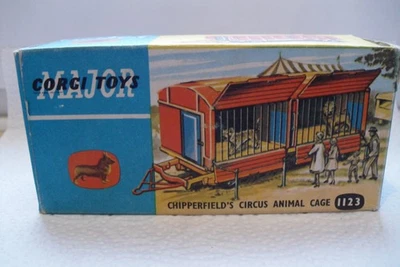 CORGI TOYS
MAJOR
CHIPPERFIELD'S CIRCUS ANIMAL CAGE 1123